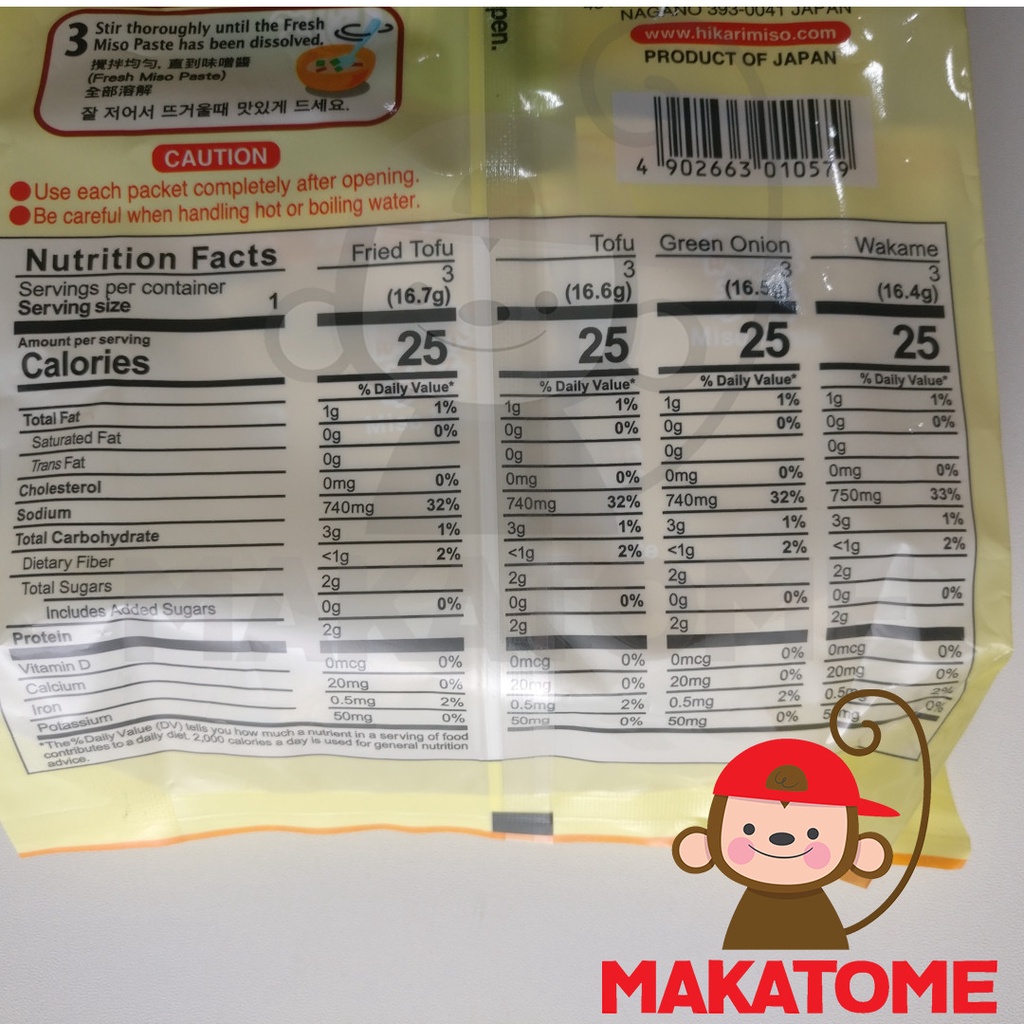 3 Stir thoroughly until the Fresh
Miso Paste has been dissolved.
攪拌均勻, 直到味噌醬
(Fresh Miso Paste)
全部溶解
잘 저어서 뜨거울때 맛있게 드세요.
pen.
NAGANO 393-0041 JAPAN
www.hikarimiso.com
PRODUCT OF JAPAN
4 902663 010579
CAUTION
●Use each packet completely after opening.
●Be careful when handling hot or boiling water.
Nutrition Facts Fried Tofu Tofu Green Onion Wakame
Servings per container 3 3 3 3
Serving size 1 (16.7g) (16.6g) (16.5 (16.4g)
Amount per serving
Calories 25 25 25 25
% Daily Value* % Daily Value* % Daily Value* % Daily Value*
Total Fat 1g 1% 1g 1% 1g 1% 1g 1%
Saturated Fat 0g 0% 0g 0% 0g 0% 0g 0%
Trans Fat 0g 0g 0g 0g
Cholesterol 0mg 0% 0mg 0% 0mg 0% 0mg 0%
Sodium 740mg 32% 740mg 32% 740mg 32% 750mg 33%
Total Carbohydrate 3g 1% 3g 1% 3g 1% 3g 1%
Dietary Fiber <1g 2% <1g 2% <1g 2% <1g 2%
Total Sugars 2g 2g 2g 2g
Includes Added Sugars 0g 0% 0g 0% 0g 0% 0g 0%
Protein 2g 2g 2g 2g
Vitamin D 0mcg 0% 0mcg 0% 0mcg 0% 0mcg 0%
Calcium 20mg 0% 20mg 0% 20mg 0% 20mg 0%
Iron 0.5mg 2% 0.5mg 2% 0.5mg 2% 0.5mg 2%
Potassium 50mg 0% 50mg 0% 50mg 0% 0%
*The % Daily Value (DV) tells you how much a nutrient in a serving of food
contributes to a daily diet. 2,000 calories a day is used for general nutrition
advice.
MAKATOME
MAKATOME